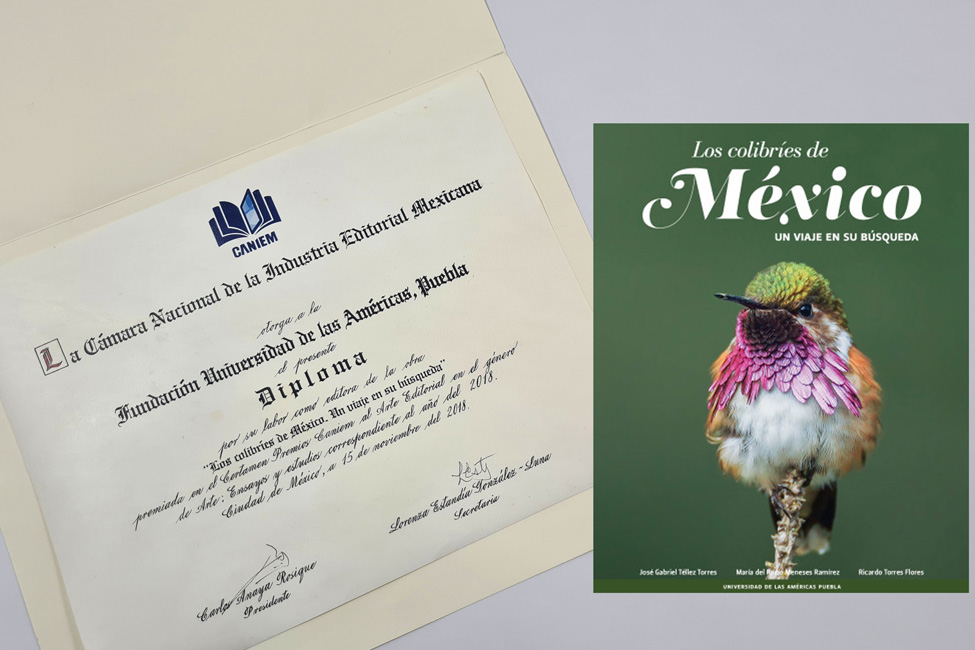 CANIEM
La Cámara Nacional de la Industria Editorial Mexicana
otorga a la
Fundación Universidad de las Américas, Puebla
el presente
Diploma
por su labor como editora de la obra
"Los colibríes de México. Un viaje en su búsqueda"
premiada en el Certamen Premios Caniem al Arte Editorial en el género
de Arte: Ensayos y estudios correspondiente al año del 2018.
Ciudad de México, a 15 de noviembre del 2018.
Carlos Anaya Rosique
Presidente
Lorenza Estandía González-Luna
Secretaria
Los colibríes de
México
UN VIAJE EN SU BÚSQUEDA
José Gabriel Téllez Torres María del Rocío Meneses Ramírez Ricardo Torres Flores
UNIVERSIDAD DE LAS AMÉRICAS PUEBLA